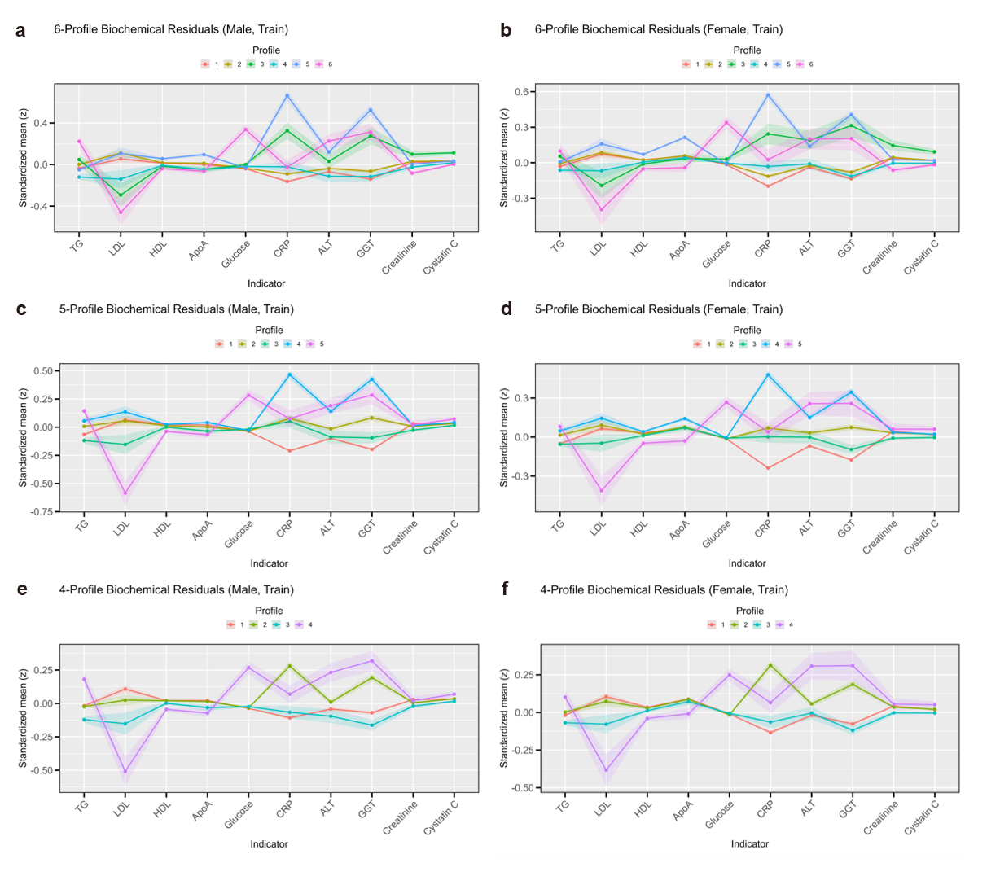 a 6-Profile Biochemical Residuals (Male, Train)
Profile
1 2 3 4 5 6
Standardized mean (z)
0.4
0.0
-0.4
TG LDL HDL ApoA Glucose CRP ALT GGT Creatinine Cystatin C
Indicator
b 6-Profile Biochemical Residuals (Female, Train)
Profile
1 2 3 4 5 6
Standardized mean (z)
0.6
0.3
0.0
-0.3
TG LDL HDL ApoA Glucose CRP ALT GGT Creatinine Cystatin C
Indicator
c 5-Profile Biochemical Residuals (Male, Train)
Profile
1 2 3 4 5
Standardized mean (z)
0.50
0.25
0.00
-0.25
-0.50
-0.75
TG LDL HDL ApoA Glucose CRP ALT GGT Creatinine Cystatin C
Indicator
d 5-Profile Biochemical Residuals (Female, Train)
Profile
1 2 3 4 5
Standardized mean (z)
0.3
0.0
-0.3
TG LDL HDL ApoA Glucose CRP ALT GGT Creatinine Cystatin C
Indicator
e 4-Profile Biochemical Residuals (Male, Train)
Profile
1 2 3 4
Standardized mean (z)
0.25
0.00
-0.25
-0.50
TG LDL HDL ApoA Glucose CRP ALT GGT Creatinine Cystatin C
Indicator
f 4-Profile Biochemical Residuals (Female, Train)
Profile
1 2 3 4
Standardized mean (z)
0.25
0.00
-0.25
-0.50
TG LDL HDL ApoA Glucose CRP ALT GGT Creatinine Cystatin C
Indicator